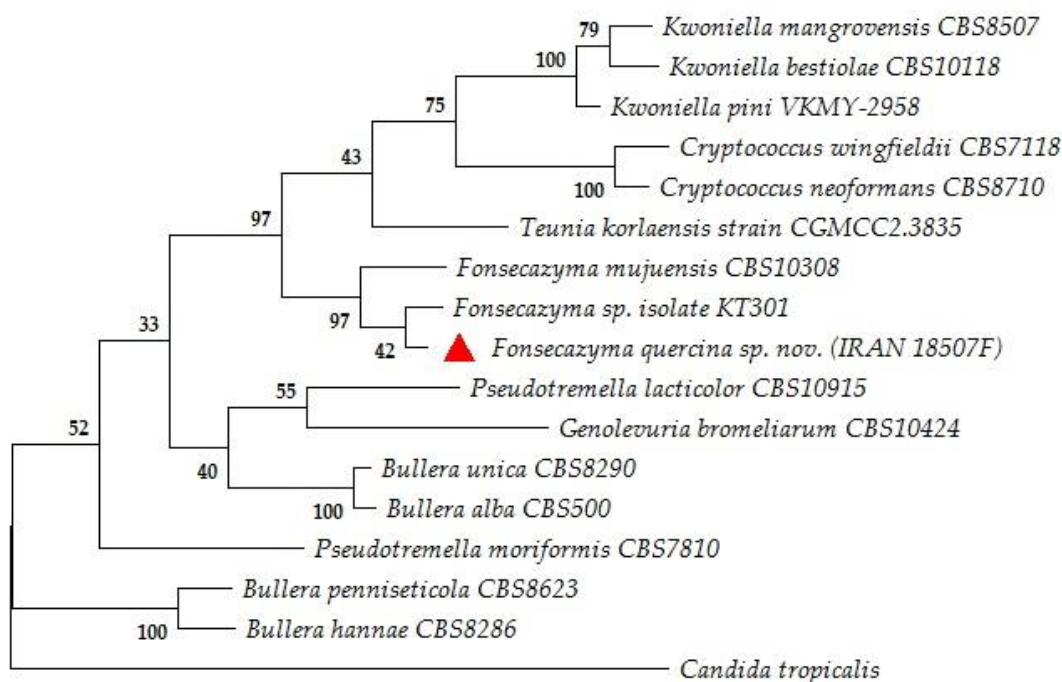 Kwoniella mangrovensis CBS8507
79
Kwoniella bestiolae CBS10118
100
Kwoniella pini VKMY-2958
75
Cryptococcus wingfieldii CBS7118
43
Cryptococcus neoformans CBS8710
100
97
Teunia korlaensis strain CGMCC2.3835
Fonsecazyma mujuensis CBS10308
Fonsecazyma sp. isolate KT301
97
33
Fonsecazyma quercina sp. nov. (IRAN 18507F)
42
Pseudotremella lacticolor CBS10915
55
Genolevuria bromeliarum CBS10424
52
Bullera unica CBS8290
40
Bullera alba CBS500
100
Pseudotremella moriformis CBS7810
Bullera penniseticola CBS8623
Bullera hannae CBS8286
100
Candida tropicalis